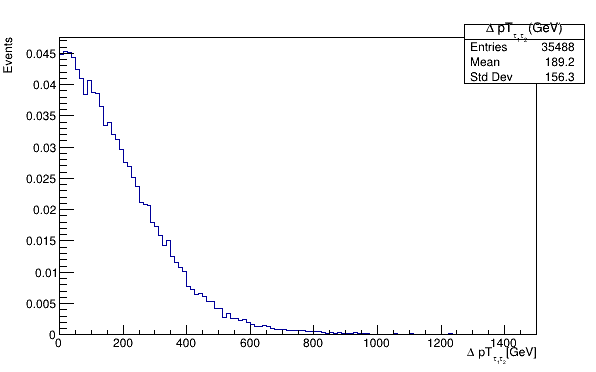 Δ pT_τ₁τ₂ (GeV)
Entries 35488
Mean 189.2
Std Dev 156.3
Events
0.045
0.04
0.035
0.03
0.025
0.02
0.015
0.01
0.005
0
0 200 400 600 800 1000 1200 1400
Δ pT_τ₁τ₂[GeV]